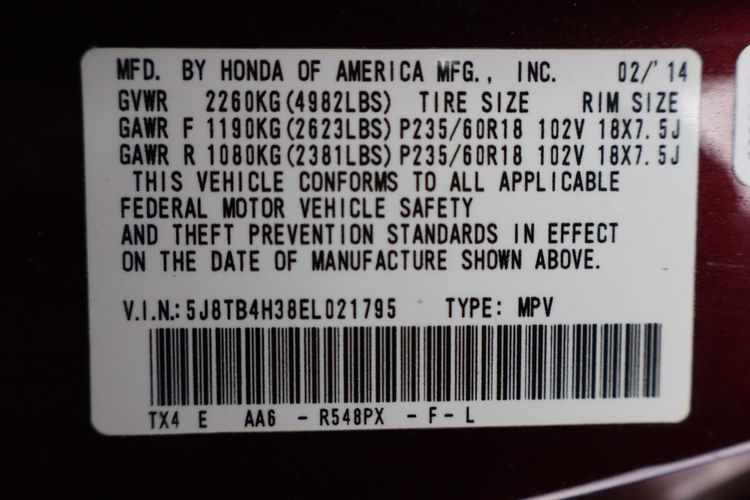 MFD. BY HONDA OF AMERICA MFG., INC. 02/'14
GVWR 2260KG(4982LBS) TIRE SIZE RIM SIZE
GAWR F 1190KG(2623LBS) P235/60R18 102V 18X7.5J
GAWR R 1080KG(2381LBS) P235/60R18 102V 18X7.5J
THIS VEHICLE CONFORMS TO ALL APPLICABLE
FEDERAL MOTOR VEHICLE SAFETY
AND THEFT PREVENTION STANDARDS IN EFFECT
ON THE DATE OF MANUFACTURE SHOWN ABOVE.
V.I.N.: 5J8TB4H38EL021795 TYPE: MPV
TX4 E AA6 - R548PX - F - L